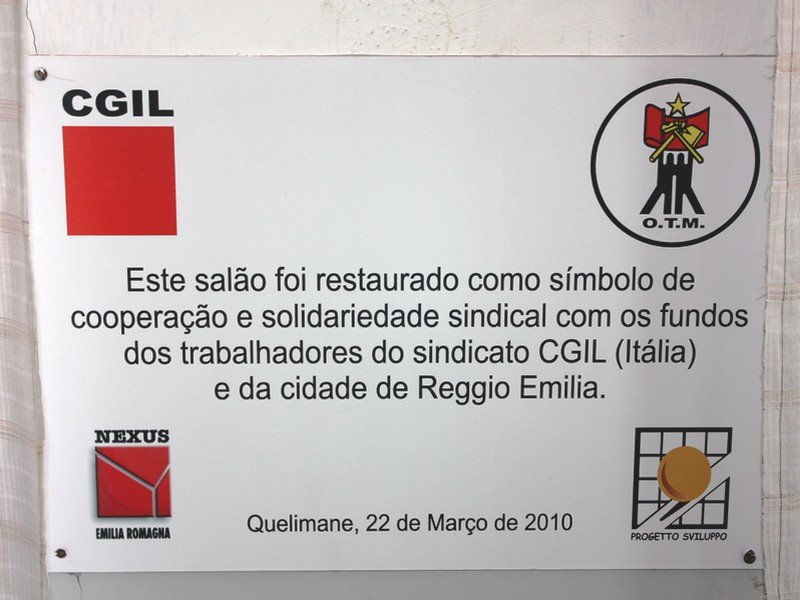 CGIL
O.T.M.
Este salão foi restaurado como símbolo de
cooperação e solidariedade sindical com os fundos
dos trabalhadores do sindicato CGIL (Itália)
e da cidade de Reggio Emilia.
NEXUS
EMILIA ROMAGNA
Quelimane, 22 de Março de 2010
PROGETTO SVILUPPO